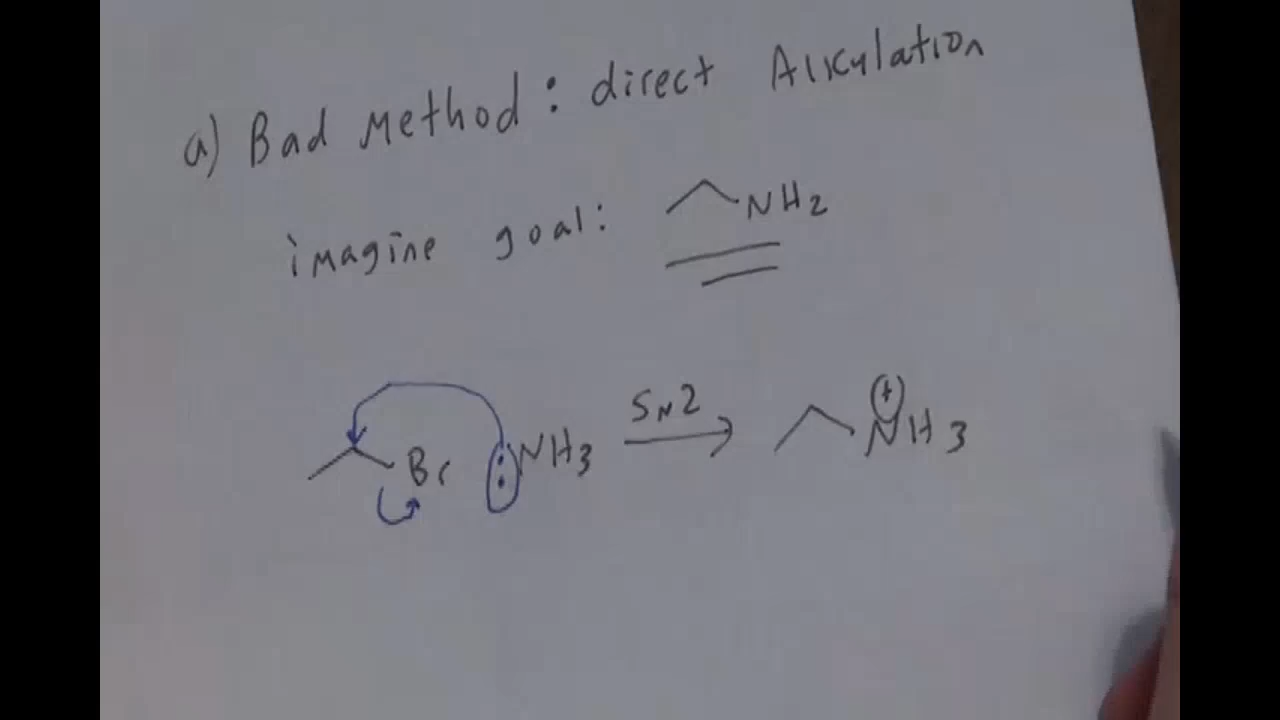 a) Bad Method: direct Alkylation
imagine goal: NH2
Br :NH3 SN2 ⊕NH3